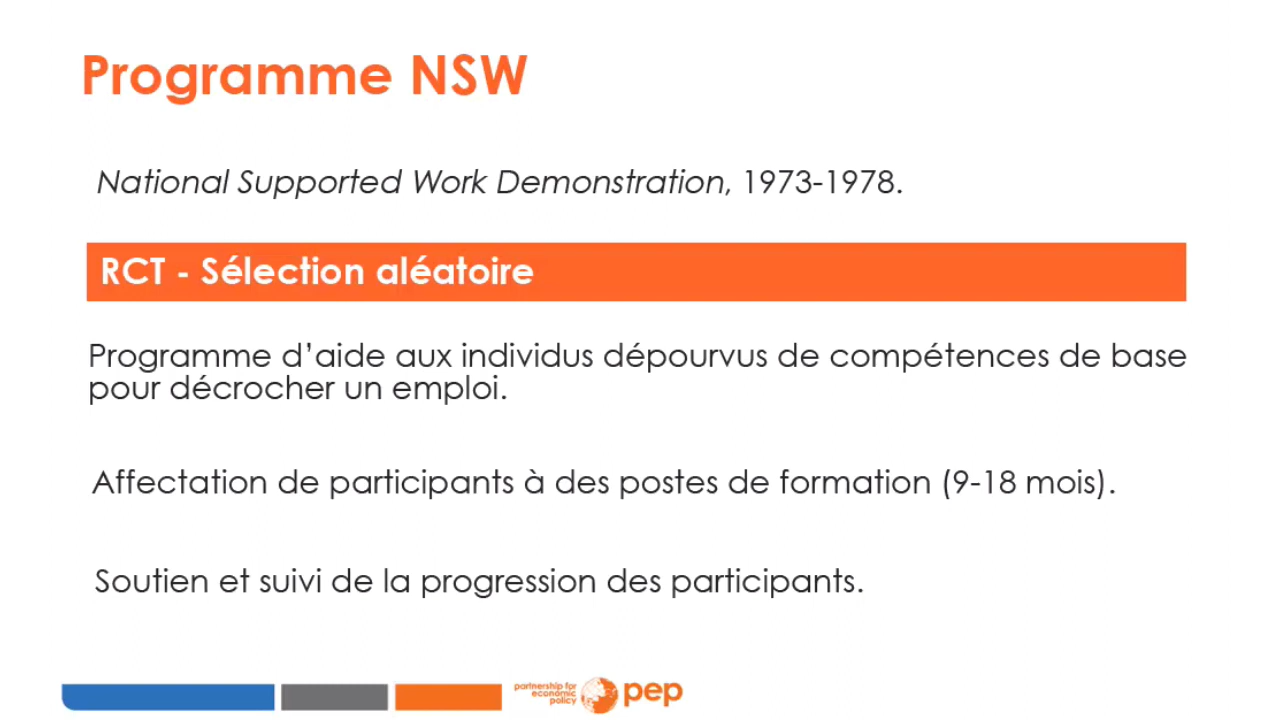 Programme NSW
National Supported Work Demonstration, 1973-1978.
RCT - Sélection aléatoire
Programme d’aide aux individus dépourvus de compétences de base
pour décrocher un emploi.
Affectation de participants à des postes de formation (9-18 mois).
Soutien et suivi de la progression des participants.
partnership for
economic
policy
pep